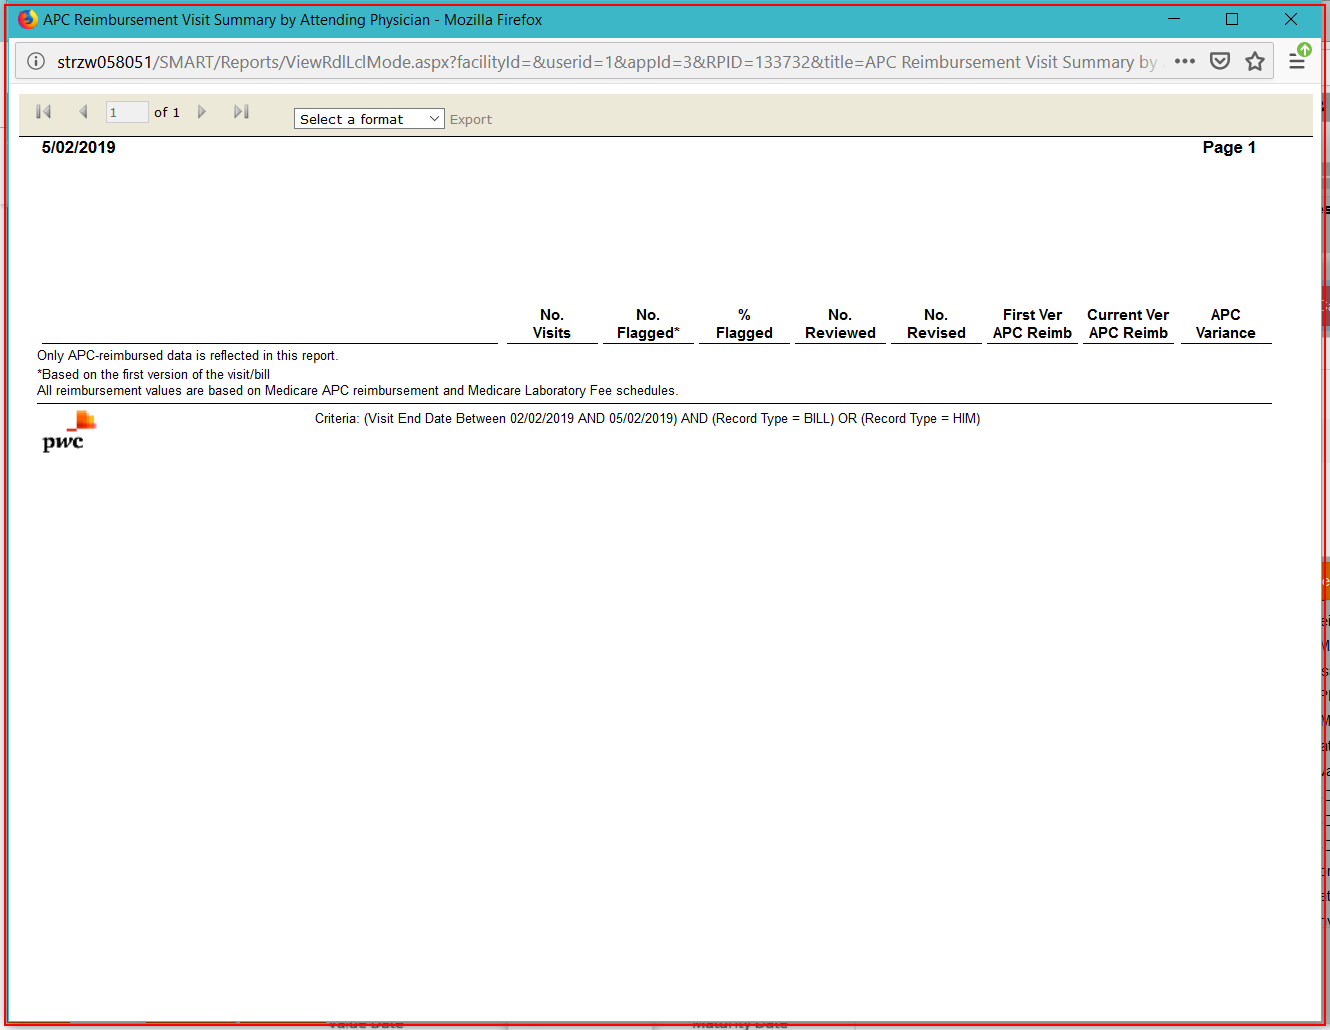 APC Reimbursement Visit Summary by Attending Physician - Mozilla Firefox
strzw058051/SMART/Reports/ViewRdlLclMode.aspx?facilityId=&userid=1&appId=3&RPID=133732&title=APC Reimbursement Visit Summary by
1 of 1 Select a format Export
5/02/2019 Page 1
No. No. % No. No. First Ver Current Ver APC
Visits Flagged* Flagged Reviewed Revised APC Reimb APC Reimb Variance
Only APC-reimbursed data is reflected in this report.
*Based on the first version of the visit/bill
All reimbursement values are based on Medicare APC reimbursement and Medicare Laboratory Fee schedules.
Criteria: (Visit End Date Between 02/02/2019 AND 05/02/2019) AND (Record Type = BILL) OR (Record Type = HIM)
pwc
Value Date Maturity Date